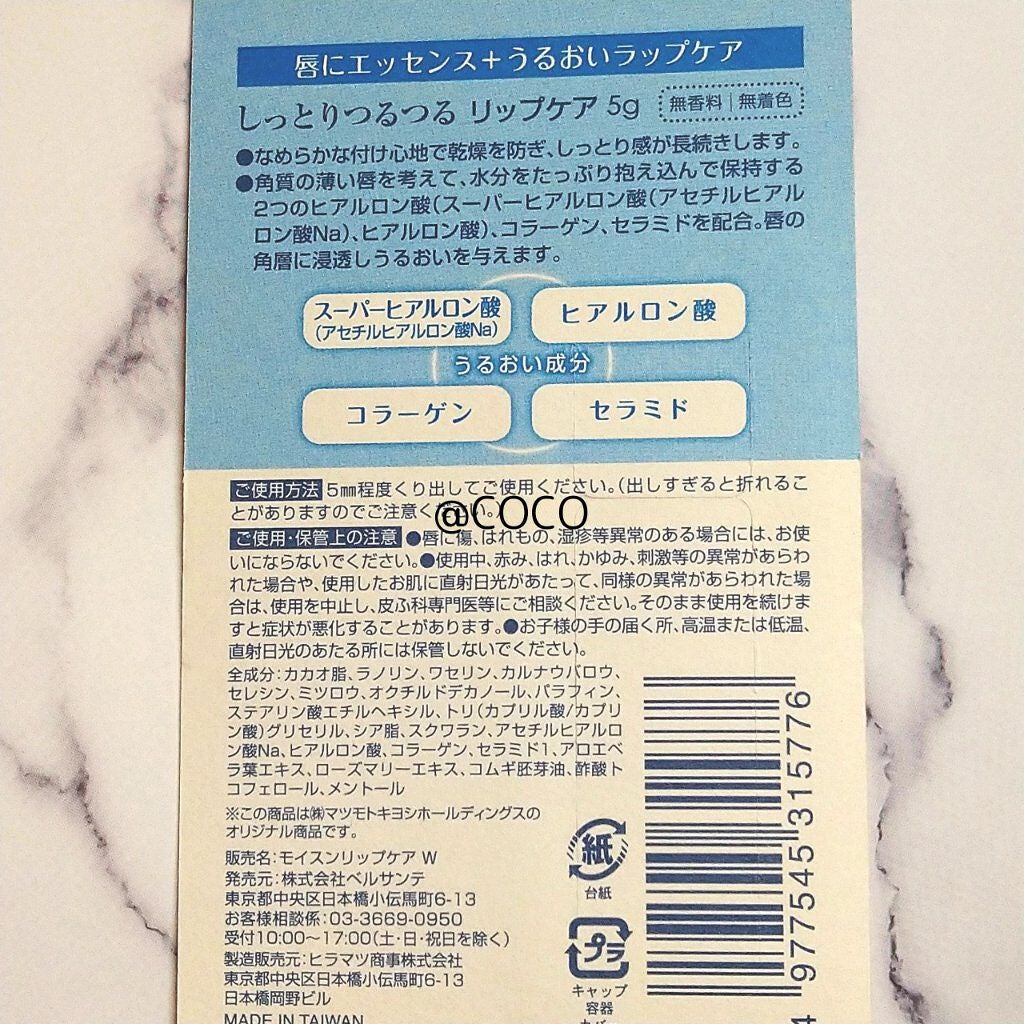 唇にエッセンス＋うるおいラップケア
しっとりつるつる リップケア 5g 無香料 無着色
●なめらかな付け心地で乾燥を防ぎ、しっとり感が長続きします。
●角質の薄い唇を考えて、水分をたっぷり抱え込んで保持する
2つのヒアルロン酸（スーパーヒアルロン酸（アセチルヒアル
ロン酸Na）、ヒアルロン酸）、コラーゲン、セラミドを配合。唇の
角層に浸透しうるおいを与えます。
スーパーヒアルロン酸
（アセチルヒアルロン酸Na）
ヒアルロン酸
うるおい成分
コラーゲン
セラミド
ご使用方法 5㎜程度くり出してご使用ください。（出しすぎると折れるこ
とがありますのでご注意ください。）
@COCO
ご使用・保管上の注意 ●唇に傷、はれもの、湿疹等異常のある場合には、お使
いにならないでください。●使用中、赤み、はれ、かゆみ、刺激等の異常があらわ
れた場合や、使用したお肌に直射日光があたって、同様の異常があらわれた場
合は、使用を中止し、皮ふ科専門医等にご相談ください。そのまま使用を続けま
すと症状が悪化することがあります。●お子様の手の届く所、高温または低温、
直射日光のあたる所には保管しないでください。
全成分：カカオ脂、ラノリン、ワセリン、カルナウバロウ、
セレシン、ミツロウ、オクチルドデカノール、パラフィン、
ステアリン酸エチルヘキシル、トリ（カプリル酸/カプリ
ン酸）グリセリル、シア脂、スクワラン、アセチルヒアルロ
ン酸Na、ヒアルロン酸、コラーゲン、セラミド1、アロエベ
ラ葉エキス、ローズマリーエキス、コムギ胚芽油、酢酸ト
コフェロール、メントール
※この商品は㈱マツモトキヨシホールディングスの
オリジナル商品です。
販売名：モイスンリップケア W
発売元：株式会社ベルサンテ
東京都中央区日本橋小伝馬町6-13
お客様相談係：03-3669-0950
受付10:00～17:00（土・日・祝日を除く）
製造販売元：ヒラマツ商事株式会社
東京都中央区日本橋小伝馬町6-13
日本橋岡野ビル
MADE IN TAIWAN
紙
台紙
プラ
キャップ
容器
カバー
4 977545 315776